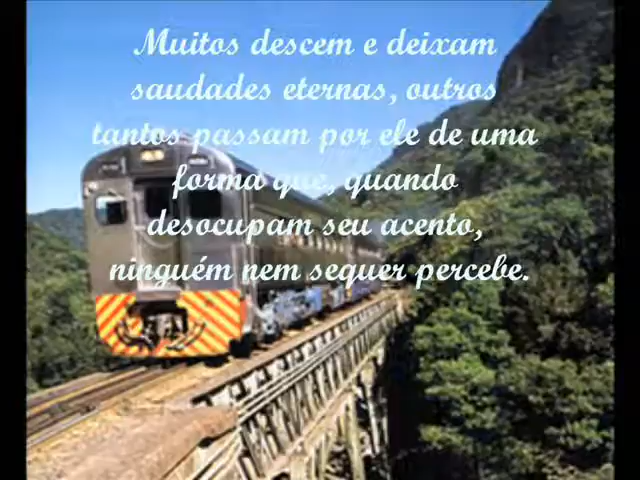 Muitos descem e deixam
saudades eternas, outros
tantos passam por ele de uma
forma que, quando
desocupam seu acento,
ninguém nem sequer percebe.